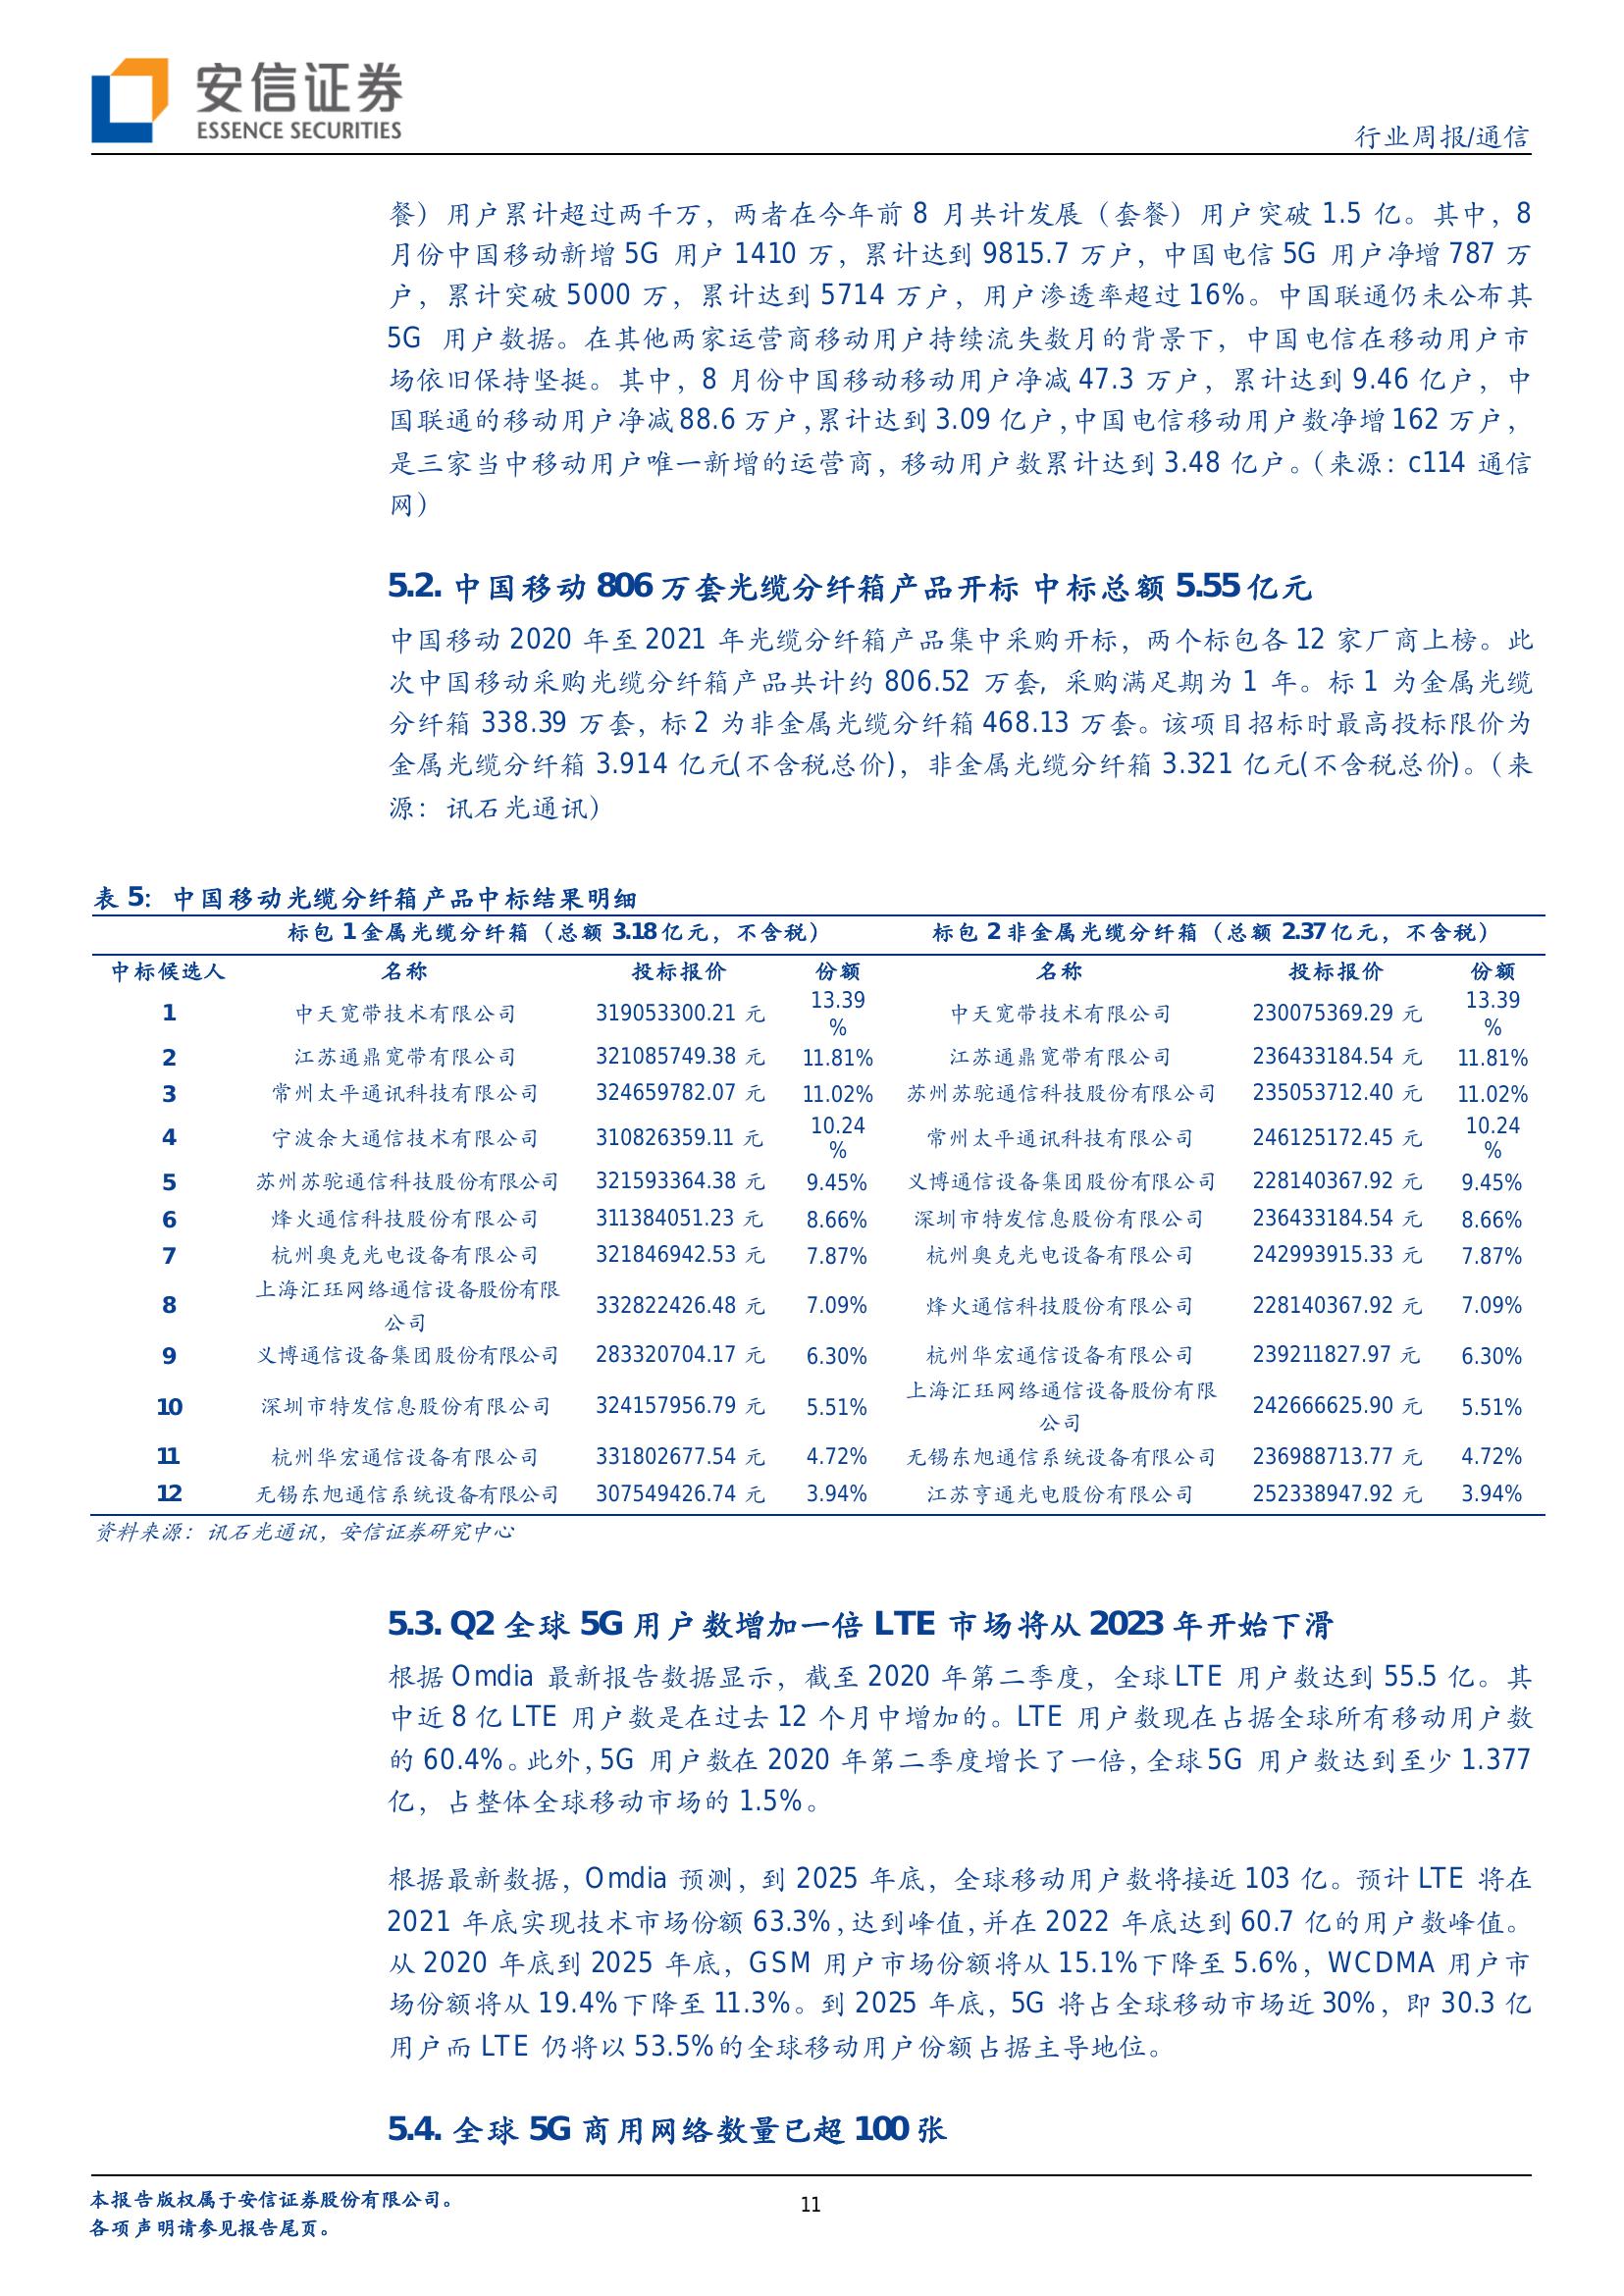 安信证券
ESSENCE SECURITIES
行业周报/通信
餐）用户累计超过两千万，两者在今年前 8 月共计发展（套餐）用户突破 1.5 亿。其中，8
月份中国移动新增 5G 用户 1410 万，累计达到 9815.7 万户，中国电信 5G 用户净增 787 万
户，累计突破 5000 万，累计达到 5714 万户，用户渗透率超过 16%。中国联通仍未公布其
5G 用户数据。在其他两家运营商移动用户持续流失数月的背景下，中国电信在移动用户市
场依旧保持坚挺。其中，8 月份中国移动移动用户净减 47.3 万户，累计达到 9.46 亿户，中
国联通的移动用户净减 88.6 万户，累计达到 3.09 亿户，中国电信移动用户数净增 162 万户，
是三家当中移动用户唯一新增的运营商，移动用户数累计达到 3.48 亿户。（来源：c114 通信
网）
5.2. 中国移动 806 万套光缆分纤箱产品开标 中标总额 5.55 亿元
中国移动 2020 年至 2021 年光缆分纤箱产品集中采购开标，两个标包各 12 家厂商上榜。此
次中国移动采购光缆分纤箱产品共计约 806.52 万套，采购满足期为 1 年。标 1 为金属光缆
分纤箱 338.39 万套，标 2 为非金属光缆分纤箱 468.13 万套。该项目招标时最高投标限价为
金属光缆分纤箱 3.914 亿元(不含税总价)，非金属光缆分纤箱 3.321 亿元(不含税总价)。（来
源：讯石光通讯）
表 5：中国移动光缆分纤箱产品中标结果明细
标包 1 金属光缆分纤箱（总额 3.18 亿元，不含税） 标包 2 非金属光缆分纤箱（总额 2.37 亿元，不含税）
中标候选人 名称 投标报价 份额 名称 投标报价 份额
1 中天宽带技术有限公司 319053300.21 元 13.39% 中天宽带技术有限公司 230075369.29 元 13.39%
2 江苏通鼎宽带有限公司 321085749.38 元 11.81% 江苏通鼎宽带有限公司 236433184.54 元 11.81%
3 常州太平通讯科技有限公司 324659782.07 元 11.02% 苏州苏驼通信科技股份有限公司 235053712.40 元 11.02%
4 宁波余大通信技术有限公司 310826359.11 元 10.24% 常州太平通讯科技有限公司 246125172.45 元 10.24%
5 苏州苏驼通信科技股份有限公司 321593364.38 元 9.45% 义博通信设备集团股份有限公司 228140367.92 元 9.45%
6 烽火通信科技股份有限公司 311384051.23 元 8.66% 深圳市特发信息股份有限公司 236433184.54 元 8.66%
7 杭州奥克光电设备有限公司 321846942.53 元 7.87% 杭州奥克光电设备有限公司 242993915.33 元 7.87%
8 上海汇珏网络通信设备股份有限公司 332822426.48 元 7.09% 烽火通信科技股份有限公司 228140367.92 元 7.09%
9 义博通信设备集团股份有限公司 283320704.17 元 6.30% 杭州华宏通信设备有限公司 239211827.97 元 6.30%
10 深圳市特发信息股份有限公司 324157956.79 元 5.51% 上海汇珏网络通信设备股份有限公司 242666625.90 元 5.51%
11 杭州华宏通信设备有限公司 331802677.54 元 4.72% 无锡东旭通信系统设备有限公司 236988713.77 元 4.72%
12 无锡东旭通信系统设备有限公司 307549426.74 元 3.94% 江苏亨通光电股份有限公司 252338947.92 元 3.94%
资料来源：讯石光通讯，安信证券研究中心
5.3. Q2 全球 5G 用户数增加一倍 LTE 市场将从 2023 年开始下滑
根据 Omdia 最新报告数据显示，截至 2020 年第二季度，全球 LTE 用户数达到 55.5 亿。其
中近 8 亿 LTE 用户数是在过去 12 个月中增加的。LTE 用户数现在占据全球所有移动用户数
的 60.4%。此外，5G 用户数在 2020 年第二季度增长了一倍，全球 5G 用户数达到至少 1.377
亿，占整体全球移动市场的 1.5%。
根据最新数据，Omdia 预测，到 2025 年底，全球移动用户数将接近 103 亿。预计 LTE 将在
2021 年底实现技术市场份额 63.3%，达到峰值，并在 2022 年底达到 60.7 亿的用户数峰值。
从 2020 年底到 2025 年底，GSM 用户市场份额将从 15.1%下降至 5.6%，WCDMA 用户市
场份额将从 19.4%下降至 11.3%。到 2025 年底，5G 将占全球移动市场近 30%，即 30.3 亿
用户而 LTE 仍将以 53.5%的全球移动用户份额占据主导地位。
5.4. 全球 5G 商用网络数量已超 100 张
本报告版权属于安信证券股份有限公司。
各项声明请参见报告尾页。
11